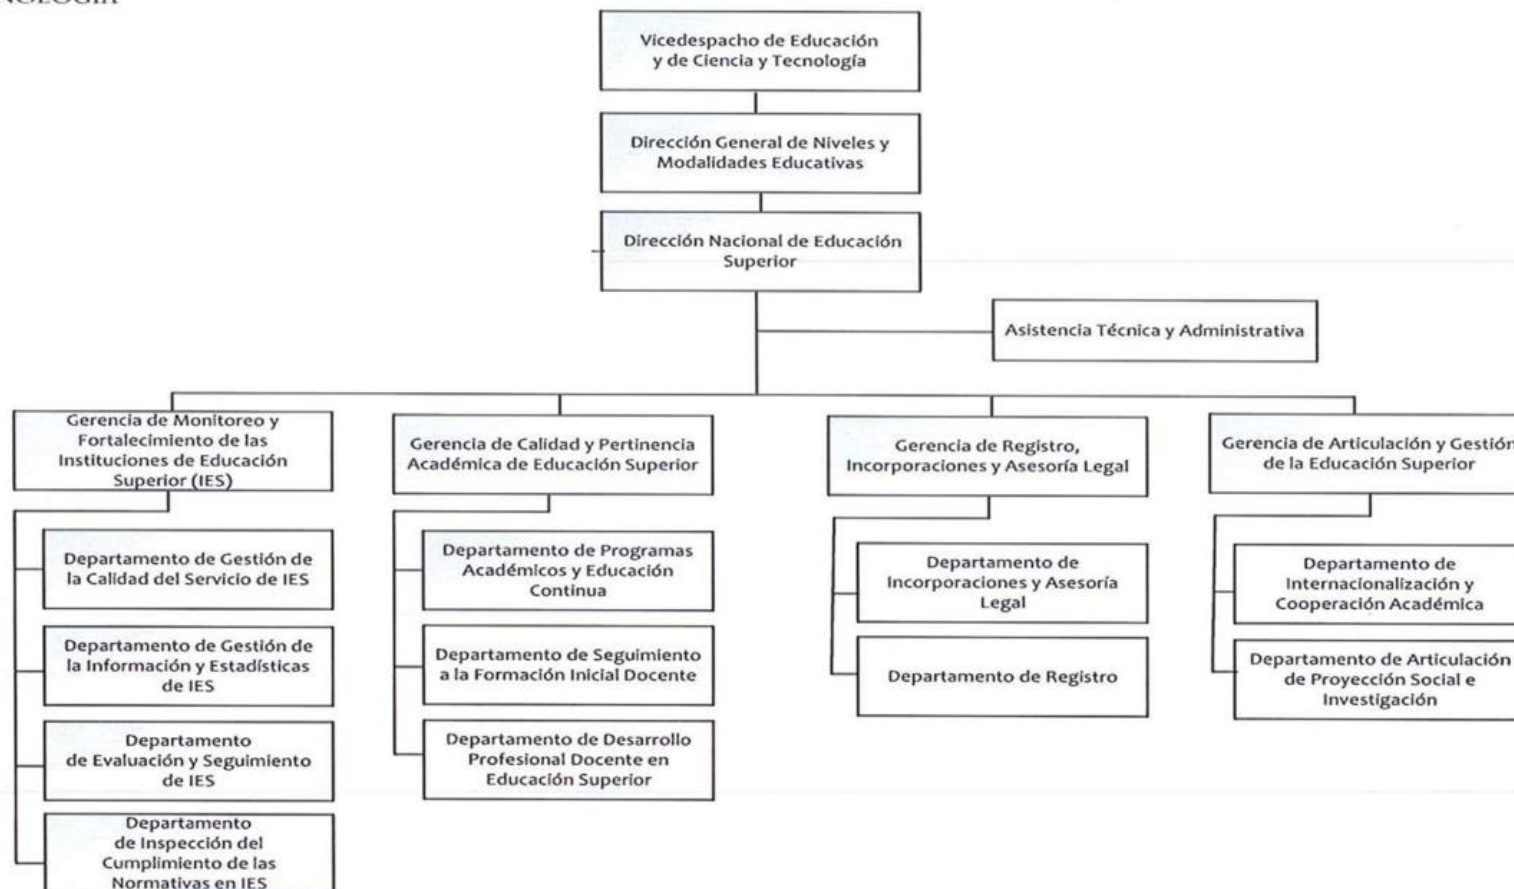 Vicedespacho de Educación
y de Ciencia y Tecnología
Dirección General de Niveles y
Modalidades Educativas
Dirección Nacional de Educación
Superior
Asistencia Técnica y Administrativa
Gerencia de Monitoreo y
Fortalecimiento de las
Instituciones de Educación
Superior (IES)
Departamento de Gestión de
la Calidad del Servicio de IES
Departamento de Gestión de
la Información y Estadísticas
de IES
Departamento
de Evaluación y Seguimiento
de IES
Departamento
de Inspección del
Cumplimiento de las
Normativas en IES
Gerencia de Calidad y Pertinencia
Académica de Educación Superior
Departamento de Programas
Académicos y Educación
Continua
Departamento de Seguimiento
a la Formación Inicial Docente
Departamento de Desarrollo
Profesional Docente en
Educación Superior
Gerencia de Registro,
Incorporaciones y Asesoría Legal
Departamento de
Incorporaciones y Asesoría
Legal
Departamento de Registro
Gerencia de Articulación y Gestión
de la Educación Superior
Departamento de
Internacionalización y
Cooperación Académica
Departamento de Articulación
de Proyección Social e
Investigación